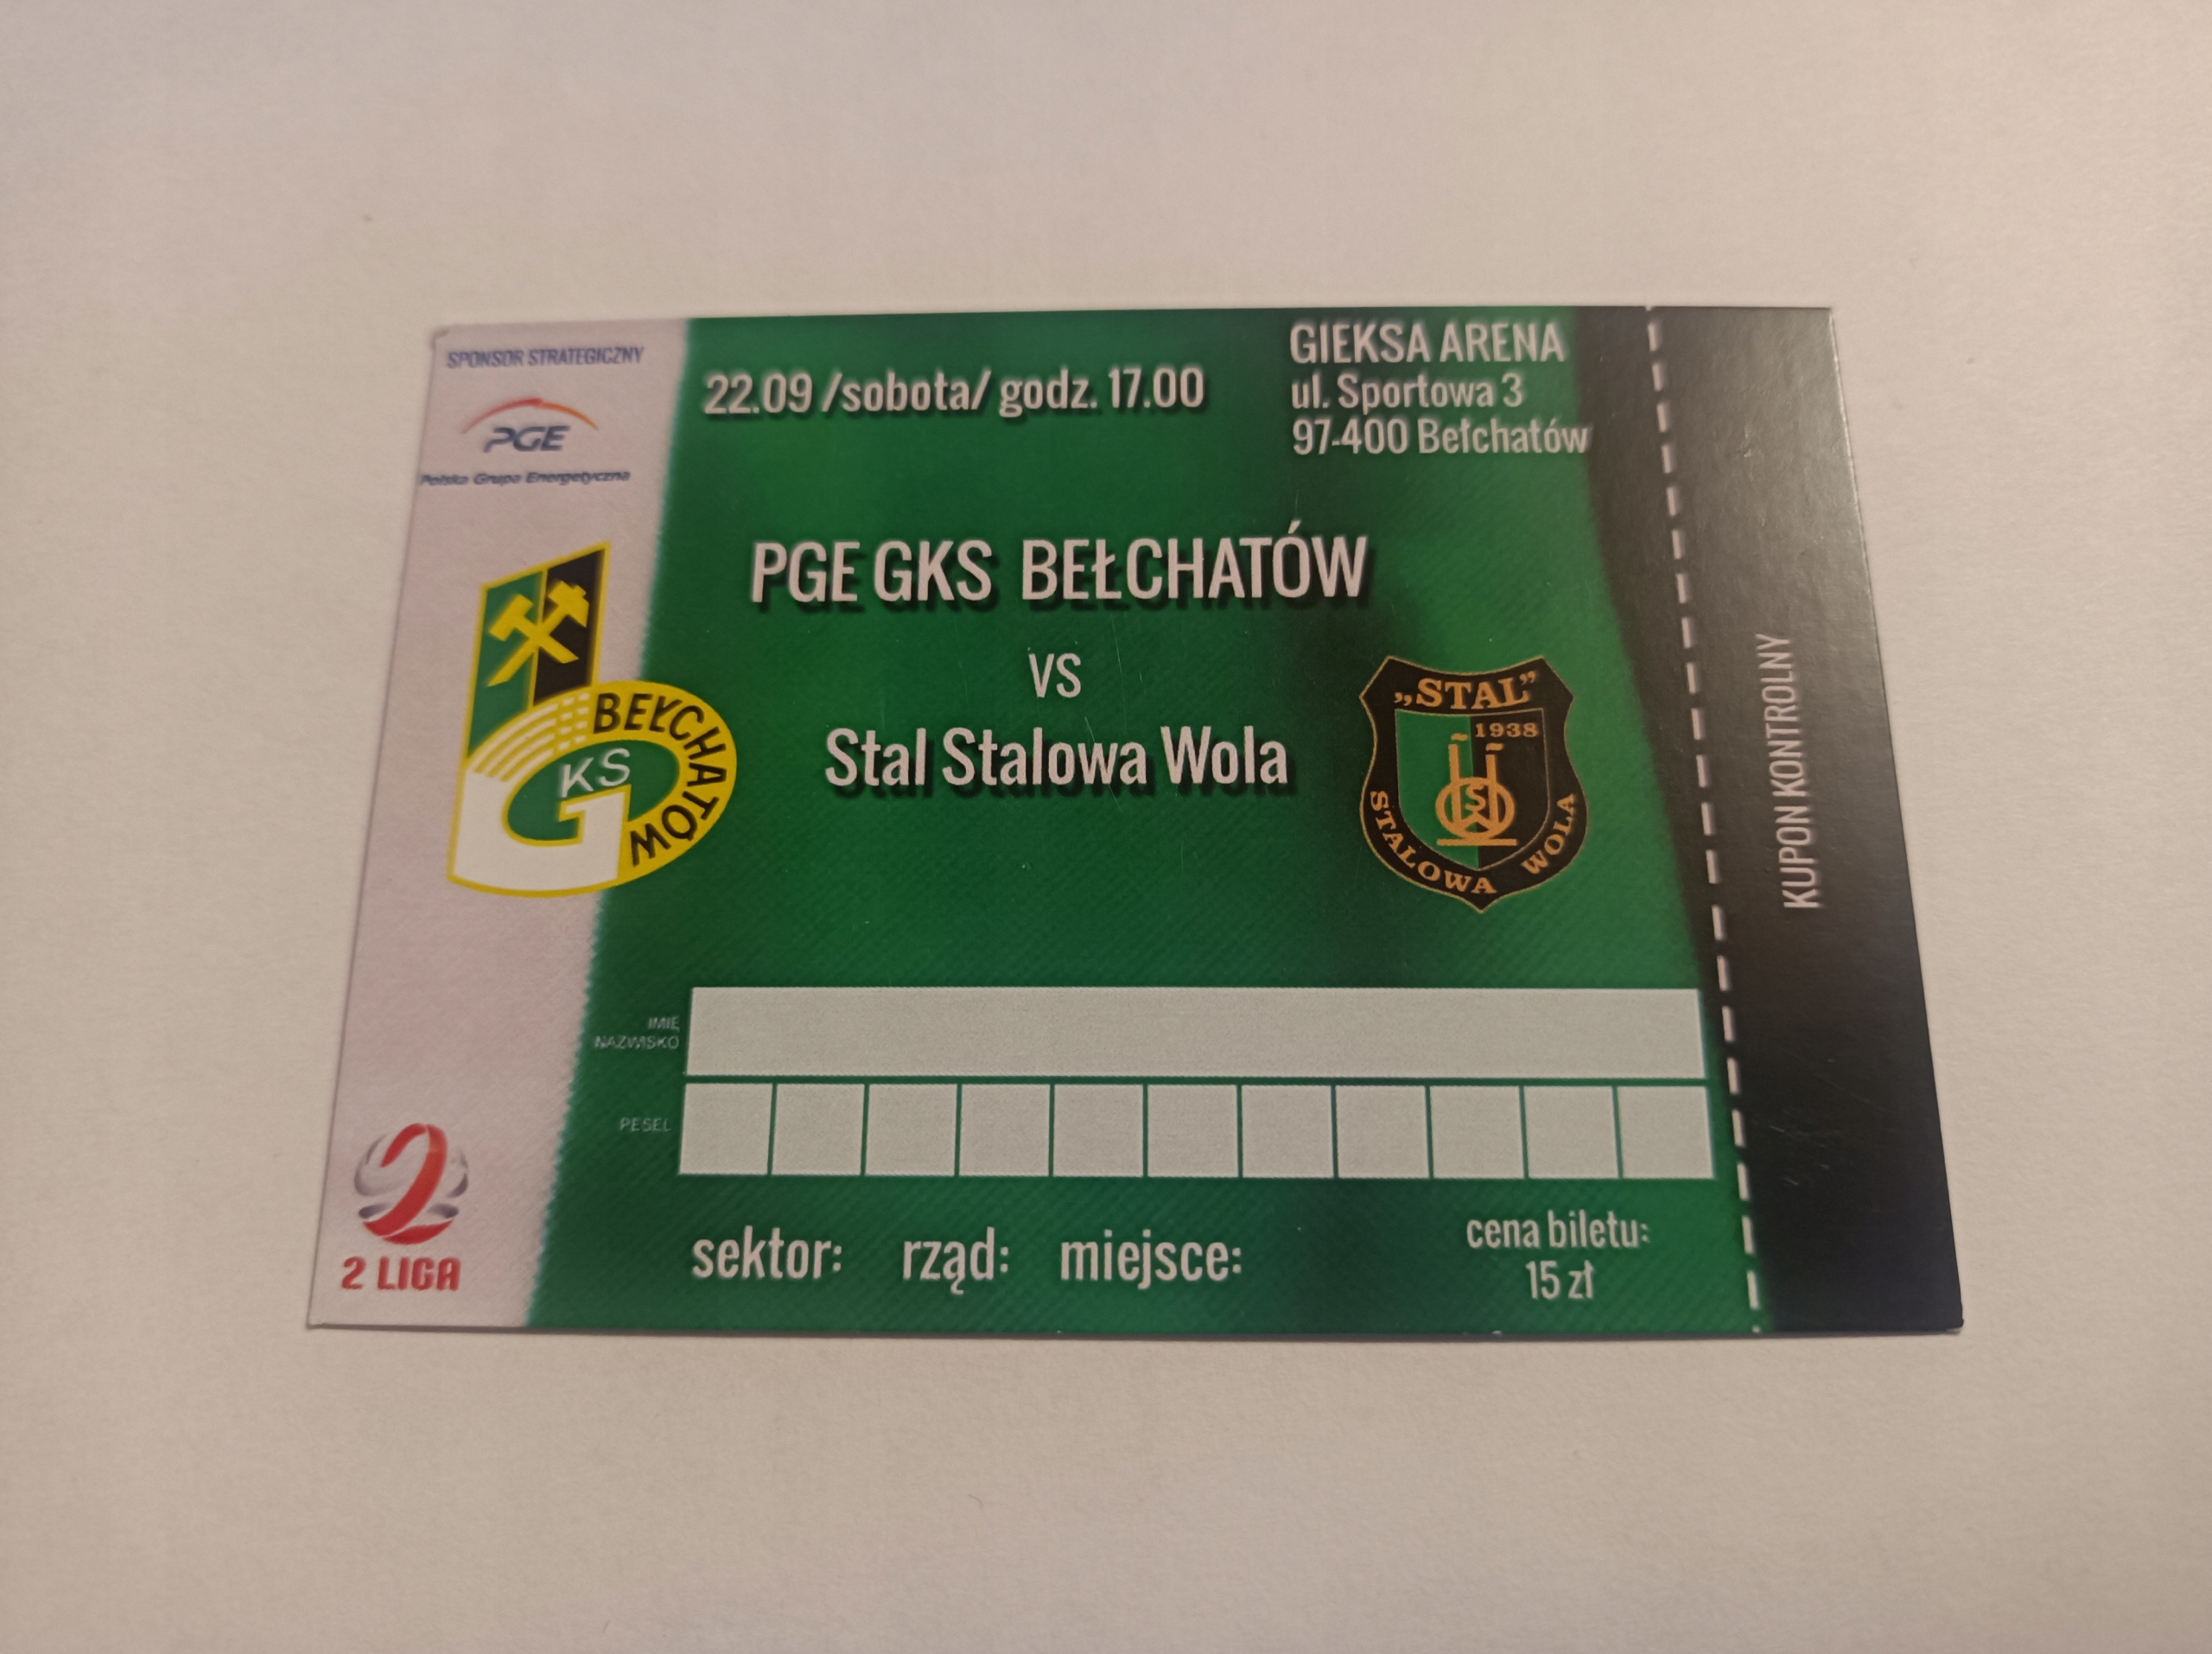 SPONSOR STRATEGICZNY
PGE
Polska Grupa Energetyczna
22.09 /sobota/ godz. 17.00
GIEKSA ARENA
ul. Sportowa 3
97-400 Bełchatów
PGE GKS BEŁCHATÓW
VS
Stal Stalowa Wola
BEŁCHATÓW
GKS
„STAL”
1938
SW
STALOWA WOLA
KUPON KONTROLNY
IMIĘ
NAZWISKO
PESEL
2
2 LIGA
sektor: rząd: miejsce:
cena biletu:
15 zł